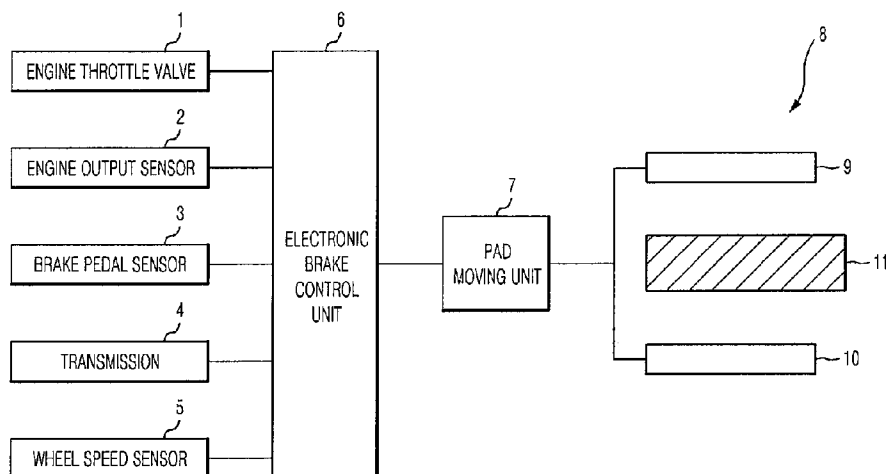 1
ENGINE THROTTLE VALVE
2
ENGINE OUTPUT SENSOR
3
BRAKE PEDAL SENSOR
4
TRANSMISSION
5
WHEEL SPEED SENSOR
6
ELECTRONIC
BRAKE
CONTROL
UNIT
7
PAD
MOVING UNIT
8
9
11
10